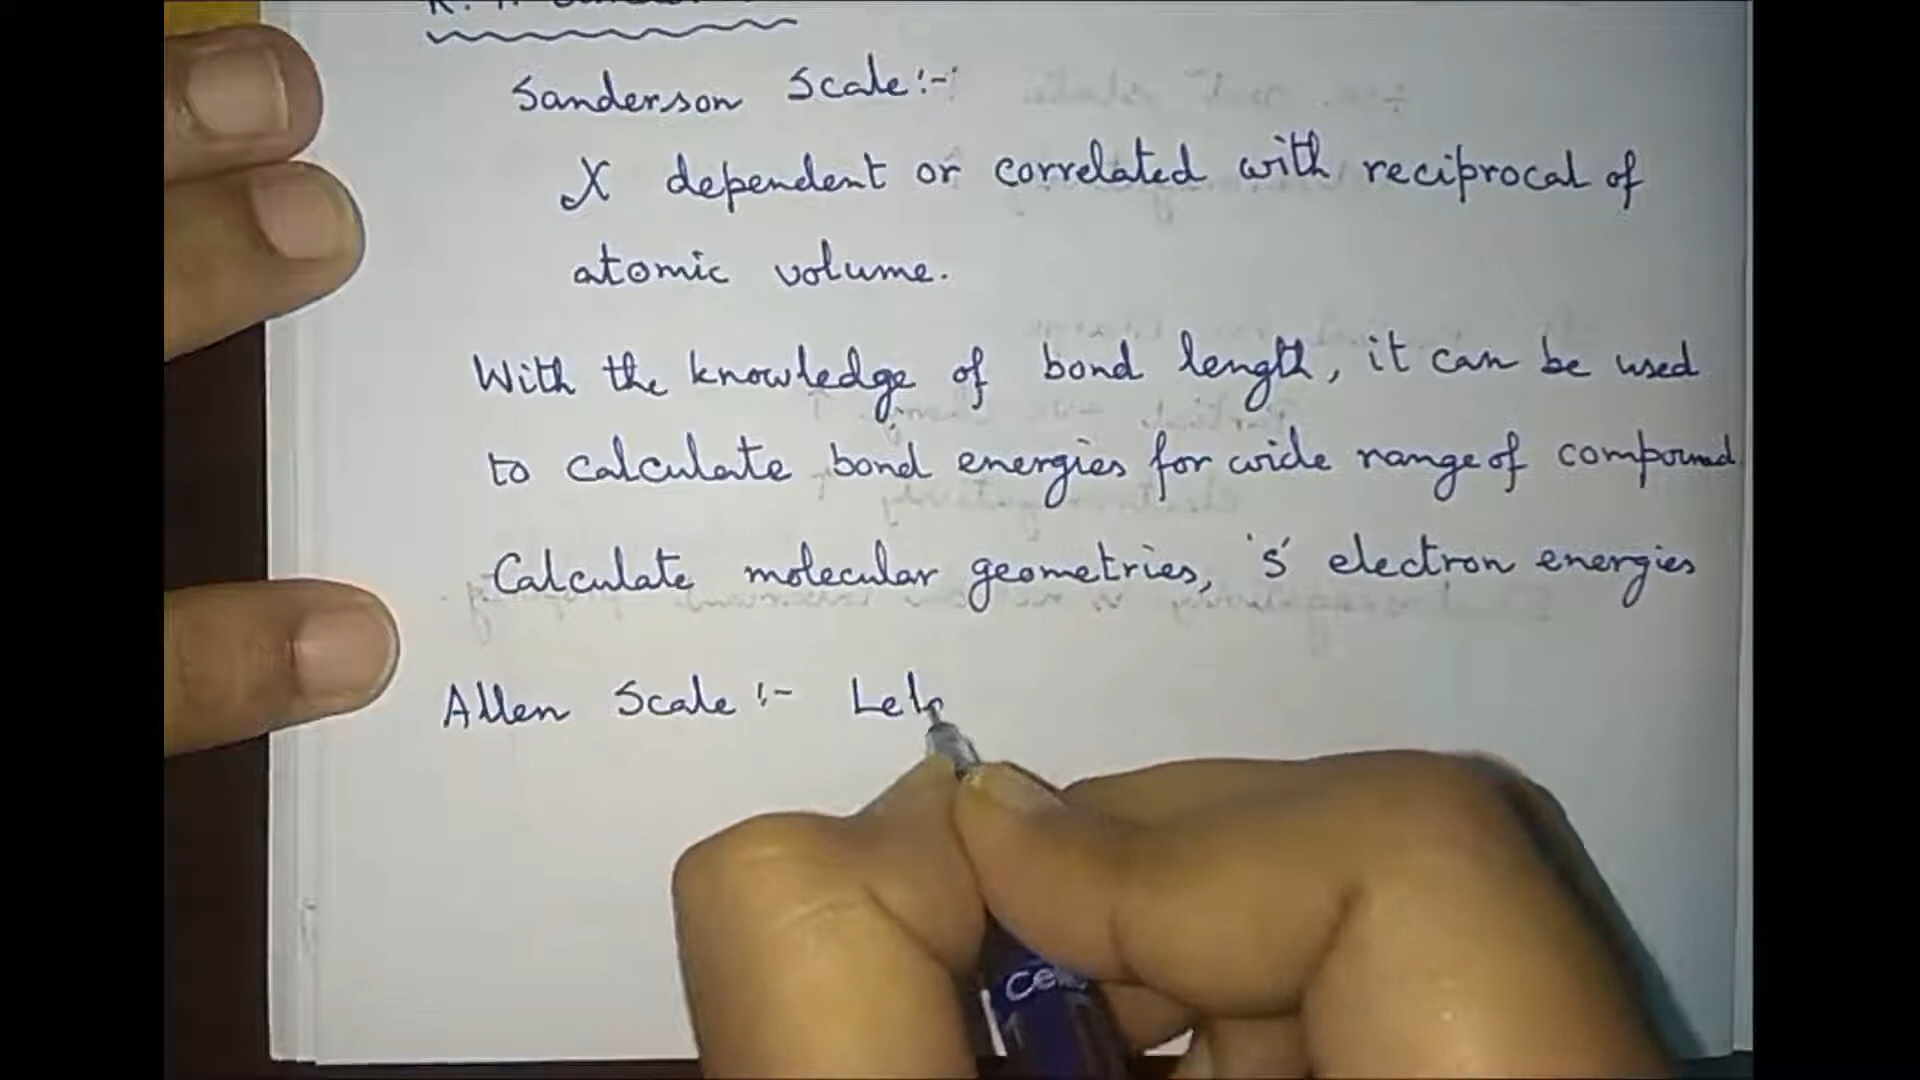 Sanderson Scale:-
X dependent or correlated with reciprocal of
atomic volume.
With the knowledge of bond length, it can be used
to calculate bond energies for wide range of compound
Calculate molecular geometries, 's' electron energies
Allen Scale:- Lel